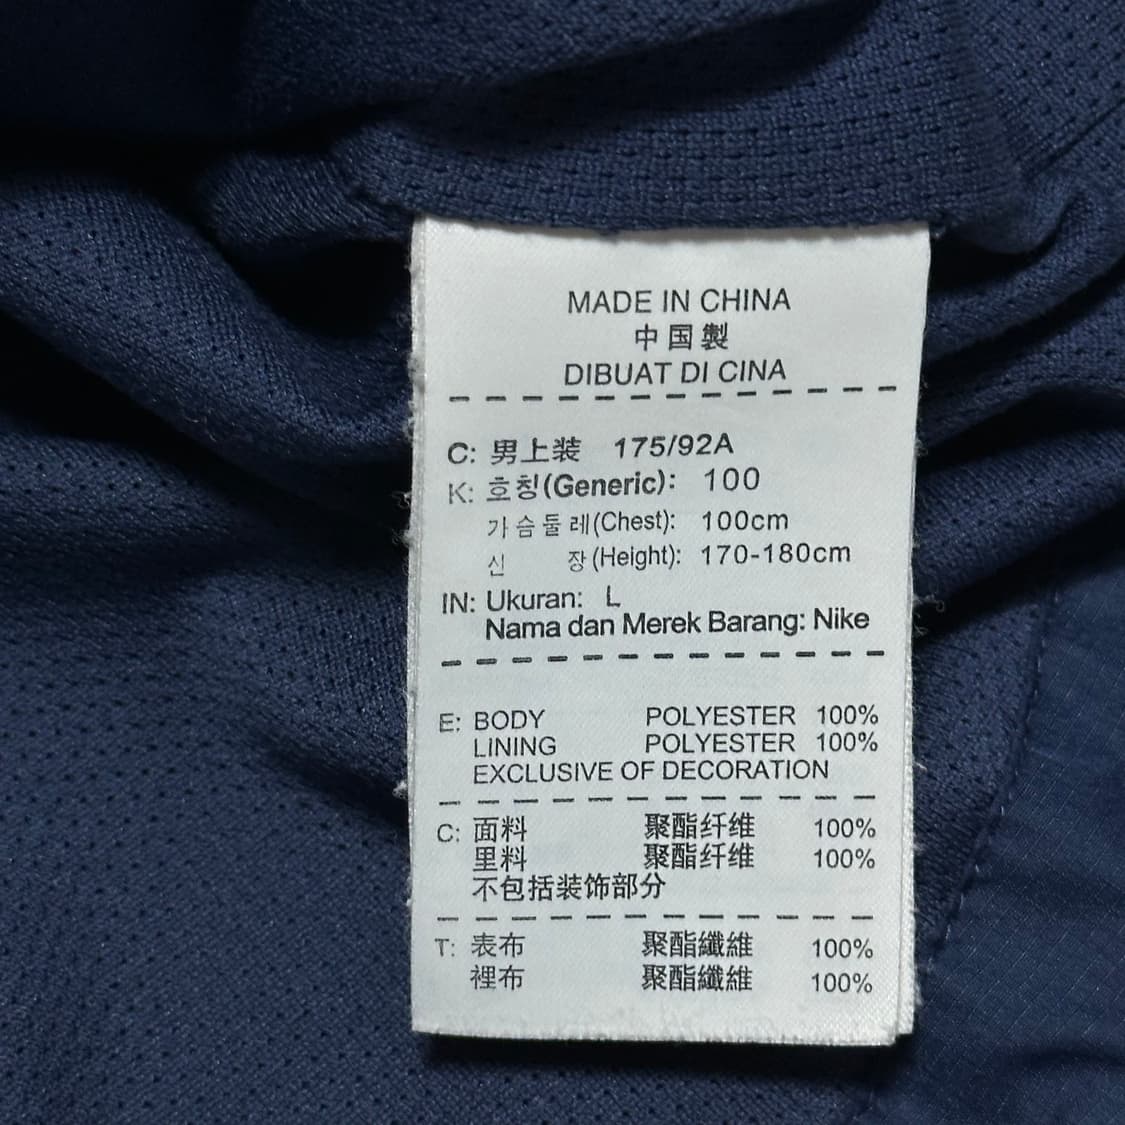 MADE IN CHINA
中国製
DIBUAT DI CINA
C: 男上装 175/92A
K: 호칭(Generic): 100
가슴둘레(Chest): 100cm
신 장(Height): 170-180cm
IN: Ukuran: L
Nama dan Merek Barang: Nike
E: BODY POLYESTER 100%
LINING POLYESTER 100%
EXCLUSIVE OF DECORATION
C: 面料 聚酯纤维 100%
里料 聚酯纤维 100%
不包括装饰部分
T: 表布 聚酯纖維 100%
裡布 聚酯纖維 100%